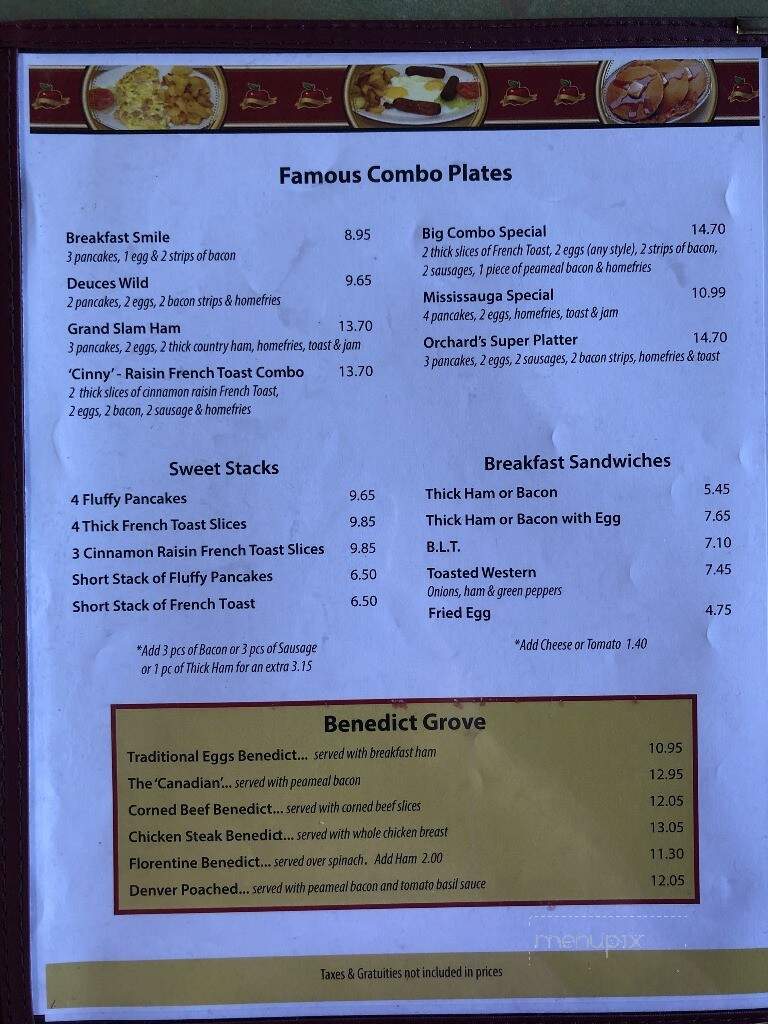 Famous Combo Plates
Breakfast Smile 8.95
3 pancakes, 1 egg & 2 strips of bacon
Deuces Wild 9.65
2 pancakes, 2 eggs, 2 bacon strips & homefries
Grand Slam Ham 13.70
3 pancakes, 2 eggs, 2 thick country ham, homefries, toast & jam
'Cinny' - Raisin French Toast Combo 13.70
2 thick slices of cinnamon raisin French Toast,
2 eggs, 2 bacon, 2 sausage & homefries
Big Combo Special 14.70
2 thick slices of French Toast, 2 eggs (any style), 2 strips of bacon,
2 sausages, 1 piece of peameal bacon & homefries
Mississauga Special 10.99
4 pancakes, 2 eggs, homefries, toast & jam
Orchard's Super Platter 14.70
3 pancakes, 2 eggs, 2 sausages, 2 bacon strips, homefries & toast
Sweet Stacks
4 Fluffy Pancakes 9.65
4 Thick French Toast Slices 9.85
3 Cinnamon Raisin French Toast Slices 9.85
Short Stack of Fluffy Pancakes 6.50
Short Stack of French Toast 6.50
*Add 3 pcs of Bacon or 3 pcs of Sausage
or 1 pc of Thick Ham for an extra 3.15
Breakfast Sandwiches
Thick Ham or Bacon 5.45
Thick Ham or Bacon with Egg 7.65
B.L.T. 7.10
Toasted Western 7.45
Onions, ham & green peppers
Fried Egg 4.75
*Add Cheese or Tomato 1.40
Benedict Grove
Traditional Eggs Benedict... served with breakfast ham 10.95
The 'Canadian'... served with peameal bacon 12.95
Corned Beef Benedict... served with corned beef slices 12.05
Chicken Steak Benedict... served with whole chicken breast 13.05
Florentine Benedict... served over spinach. Add Ham 2.00 11.30
Denver Poached... served with peameal bacon and tomato basil sauce 12.05
menupix
Taxes & Gratuities not included in prices